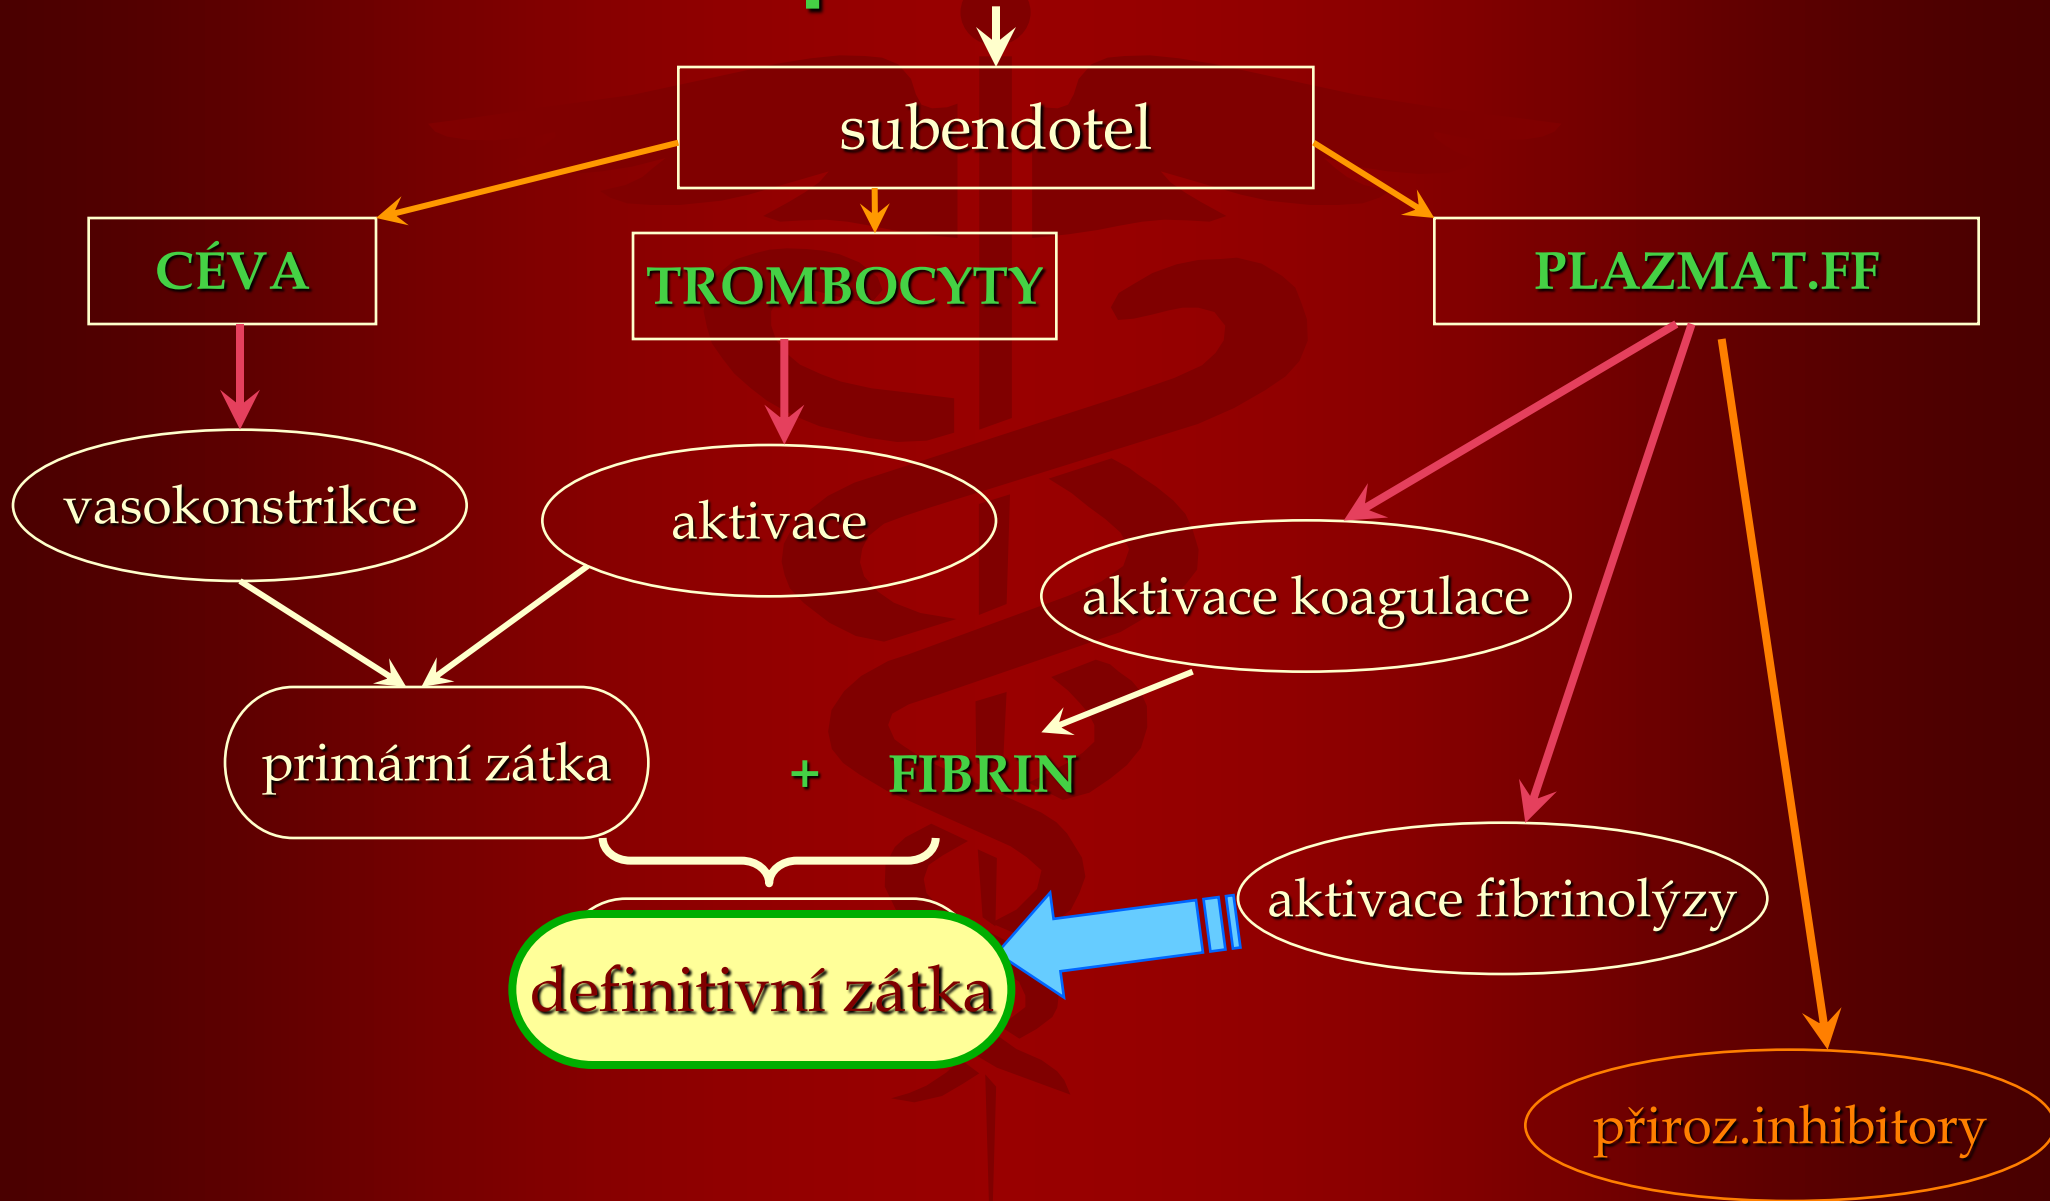 subendotel
CÉVA
TROMBOCYTY
PLAZMAT.FF
vasokonstrikce
aktivace
aktivace koagulace
primární zátka
+ FIBRIN
aktivace fibrinolýzy
definitivní zátka
přiroz.inhibitory